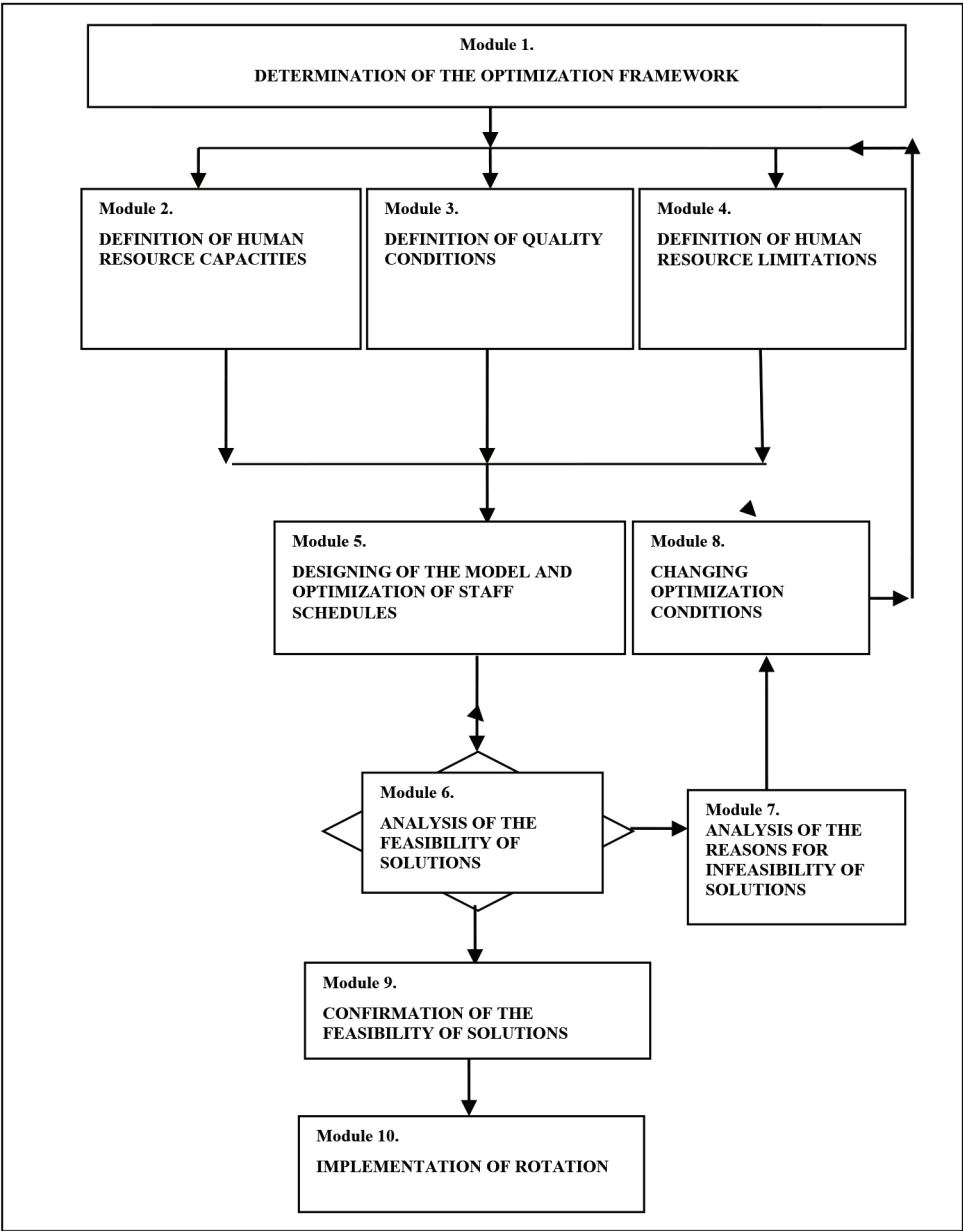 Module 1.
DETERMINATION OF THE OPTIMIZATION FRAMEWORK
Module 2.
DEFINITION OF HUMAN
RESOURCE CAPACITIES
Module 3.
DEFINITION OF QUALITY
CONDITIONS
Module 4.
DEFINITION OF HUMAN
RESOURCE LIMITATIONS
Module 5.
DESIGNING OF THE MODEL AND
OPTIMIZATION OF STAFF
SCHEDULES
Module 8.
CHANGING
OPTIMIZATION
CONDITIONS
Module 6.
ANALYSIS OF THE
FEASIBILITY OF
SOLUTIONS
Module 7.
ANALYSIS OF THE
REASONS FOR
INFEASIBILITY OF
SOLUTIONS
Module 9.
CONFIRMATION OF THE
FEASIBILITY OF SOLUTIONS
Module 10.
IMPLEMENTATION OF ROTATION